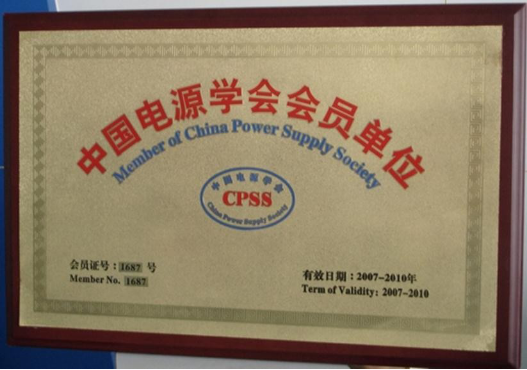 中国电源学会会员单位
Member of China Power Supply Society
中国电源学会
CPSS
China Power Supply Society
会员证号：1687 号
Member No. 1687
有效日期：2007-2010年
Term of Validity: 2007-2010